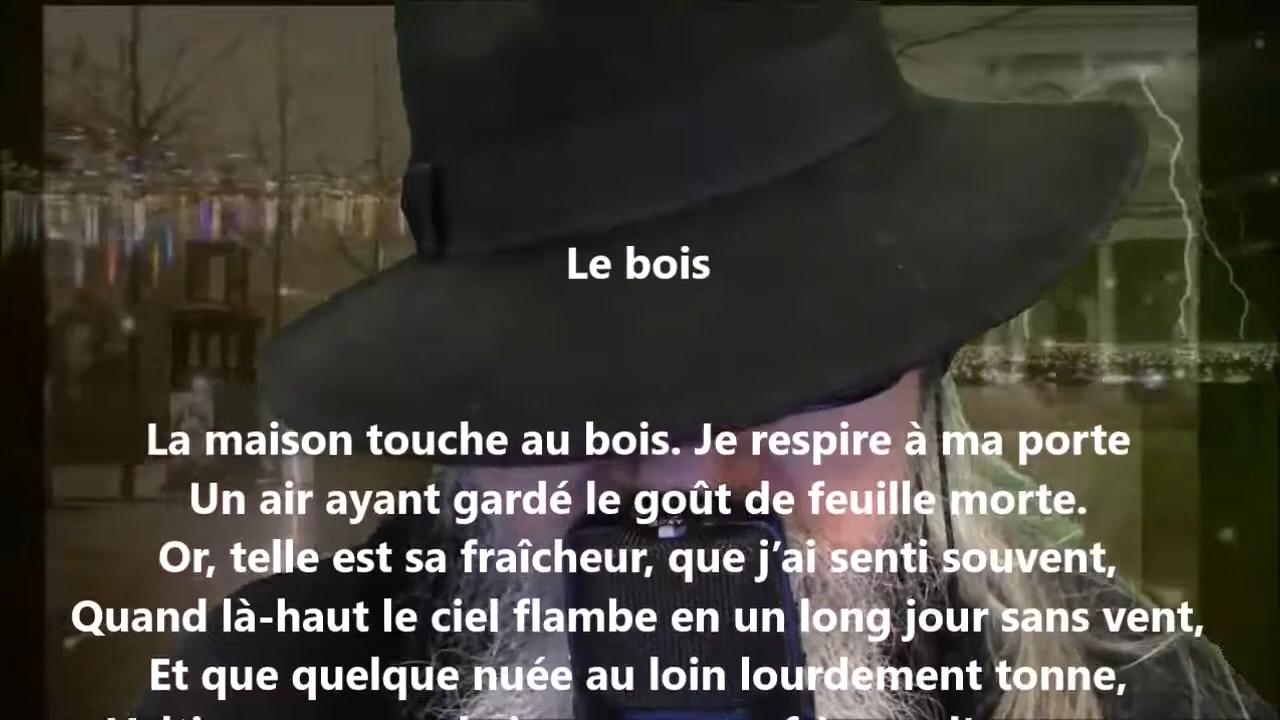 Le bois
La maison touche au bois. Je respire à ma porte
Un air ayant gardé le goût de feuille morte.
Or, telle est sa fraîcheur, que j’ai senti souvent,
Quand là-haut le ciel flambe en un long jour sans vent,
Et que quelque nuée au loin lourdement tonne,